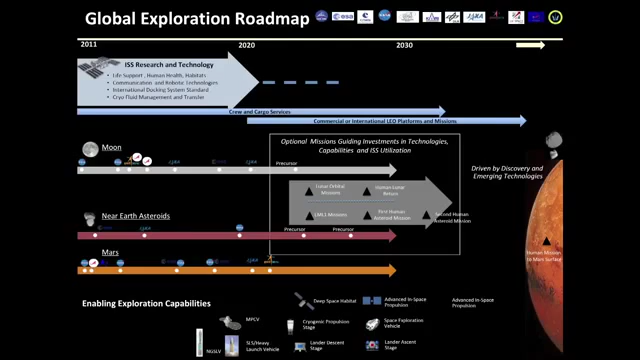 Global Exploration Roadmap
esa
2011
2020
2030
ISS Research and Technology
• Life Support, Human Health, Habitats
• Communication and Robotic Technologies
• International Docking System Standard
• Cryo Fluid Management and Transfer
Crew and Cargo Services
Commercial or International LEO Platforms and Missions
Optional Missions Guiding Investments in Technologies,
Capabilities and ISS Utilization
Moon
Precursor
Driven by Discovery and
Emerging Technologies
Lunar Orbital
Missions
Human Lunar
Return
Near Earth Asteroids
EML1 Missions
First Human
Asteroid Mission
Second Human
Asteroid Mission
Precursor
Precursor
Mars
Human Mission
to Mars Surface
Enabling Exploration Capabilities
Deep Space Habitat
Advanced In-Space
Propulsion
Advanced In-Space
Propulsion
MPCV
Cryogenic Propulsion
Stage
Space Exploration
Vehicle
NGSLV
SLS/Heavy
Launch Vehicle
Lander Descent
Stage
Lander Ascent
Stage